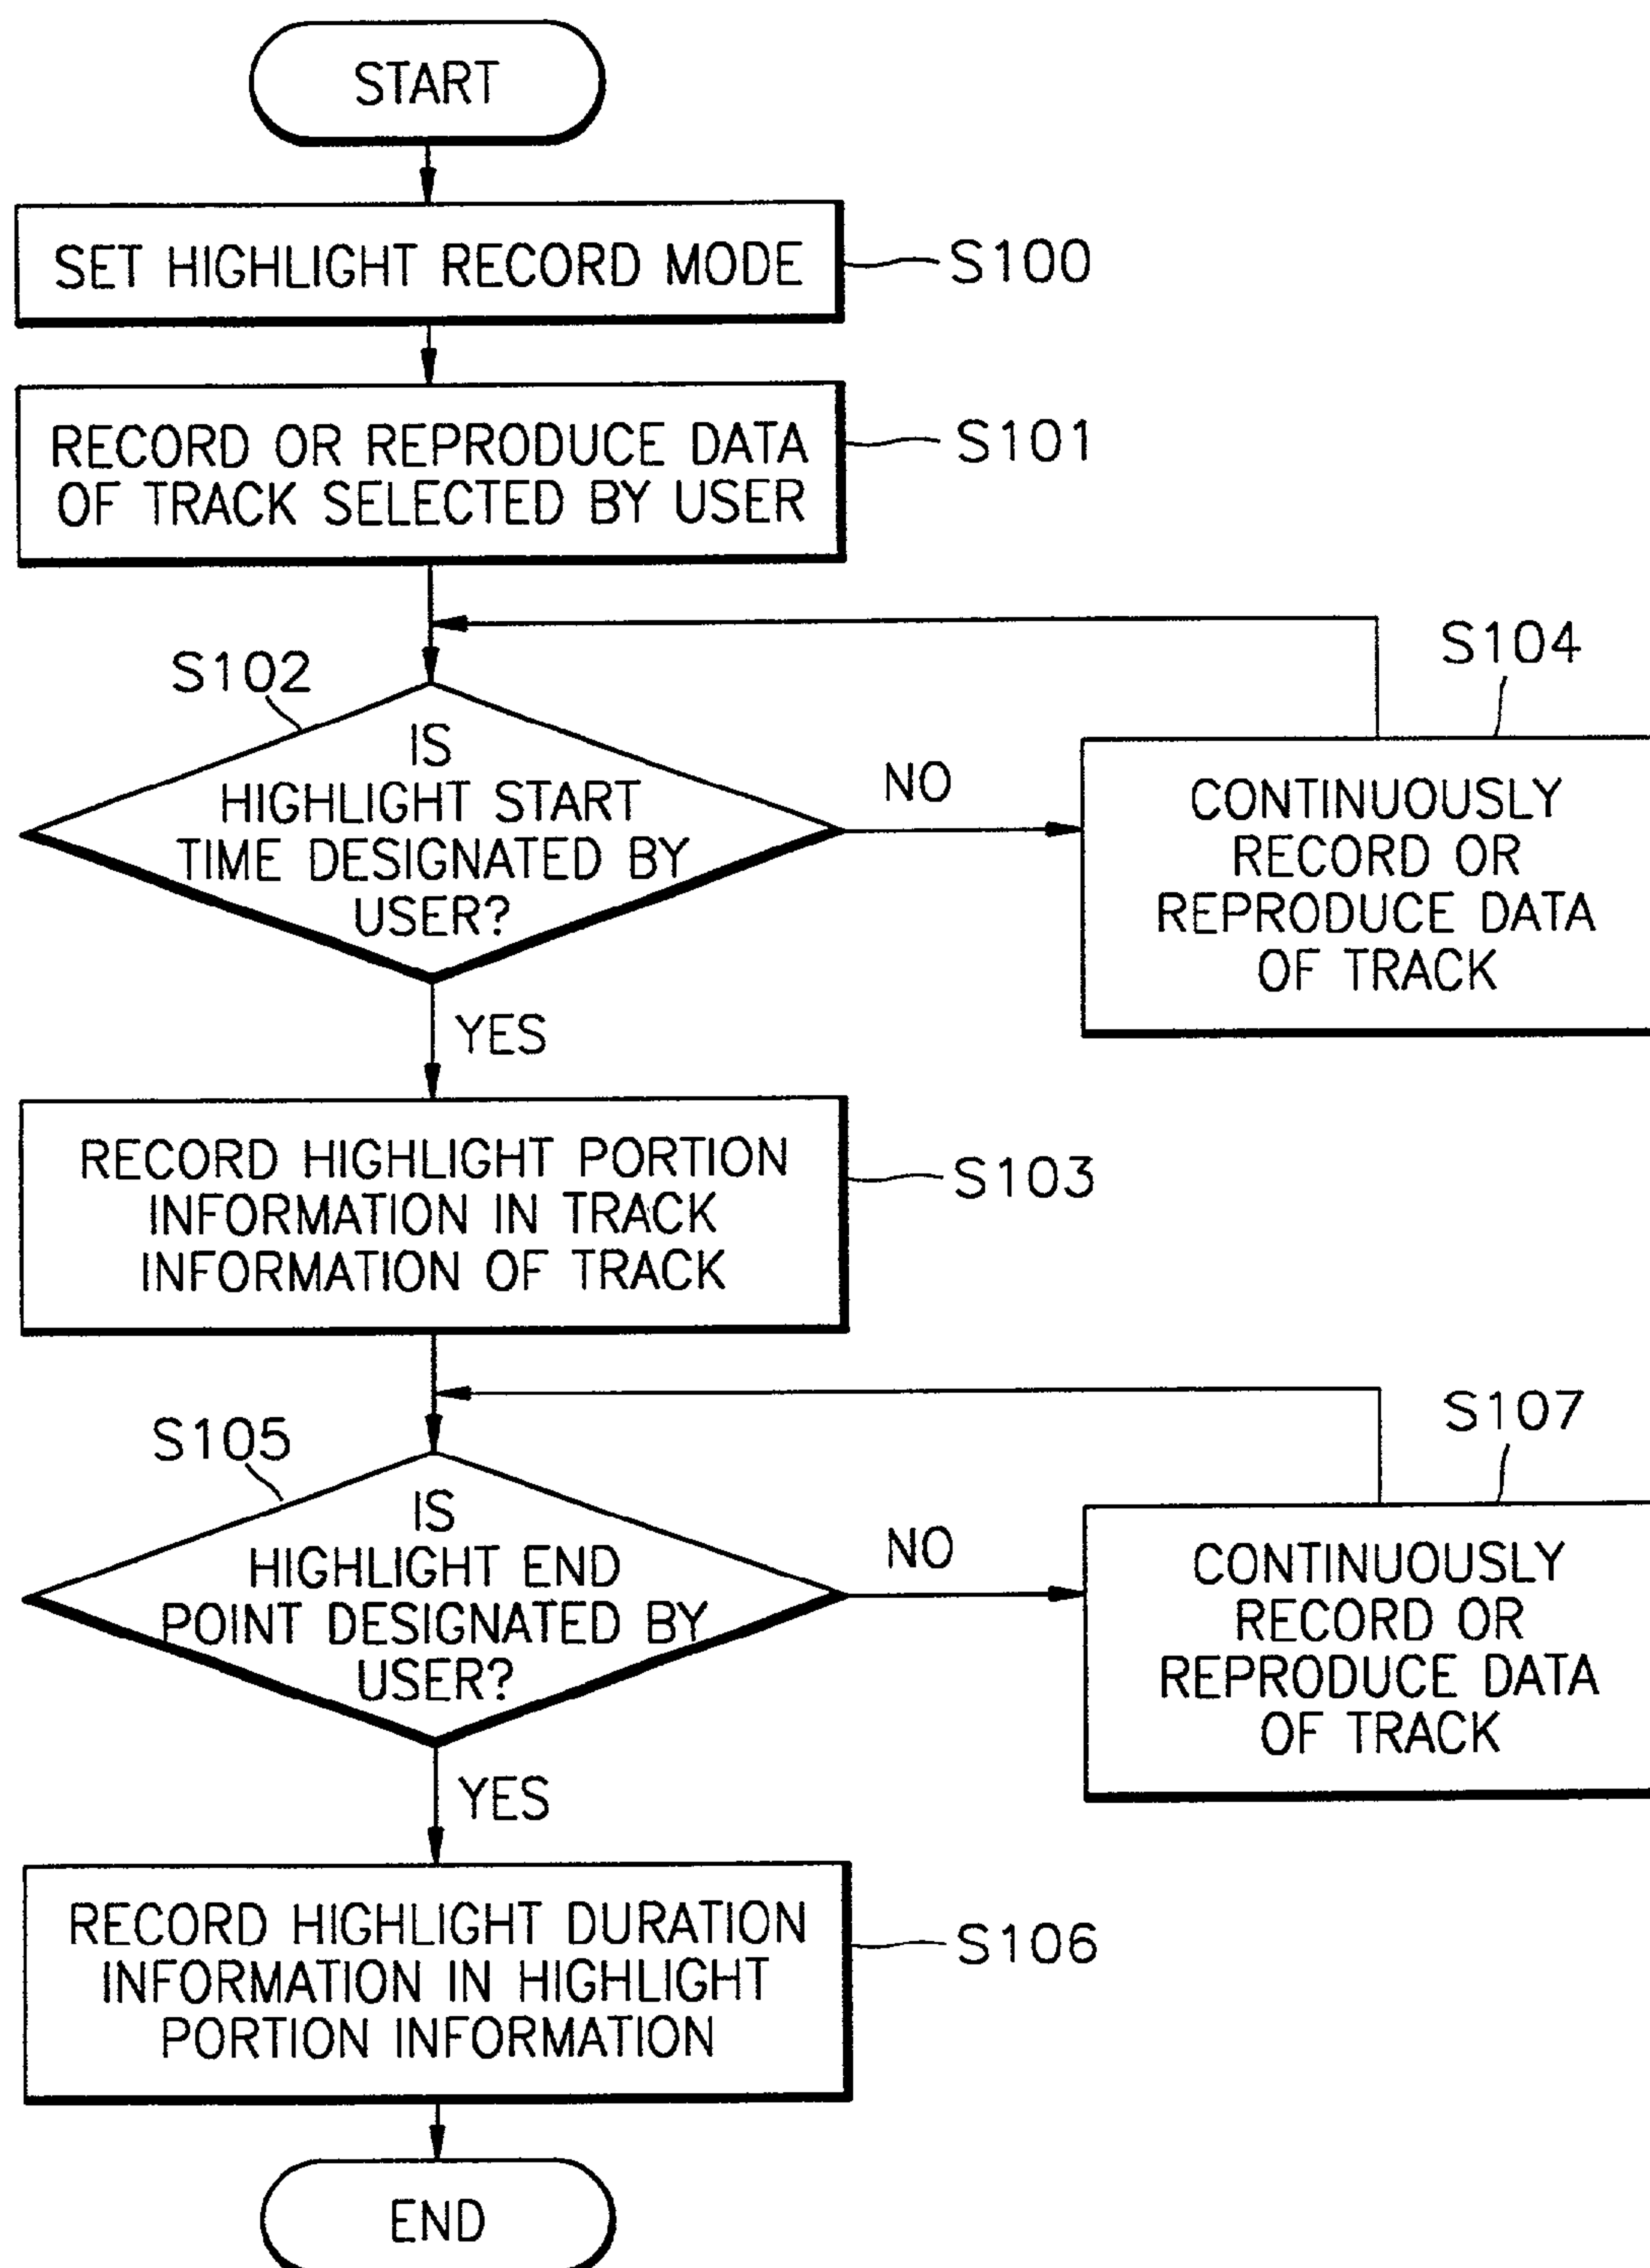 START
SET HIGHLIGHT RECORD MODE
S100
RECORD OR REPRODUCE DATA
OF TRACK SELECTED BY USER
S101
S102
IS
HIGHLIGHT START
TIME DESIGNATED BY
USER?
NO
S104
CONTINUOUSLY
RECORD OR
REPRODUCE DATA
OF TRACK
YES
RECORD HIGHLIGHT PORTION
INFORMATION IN TRACK
INFORMATION OF TRACK
S103
S105
IS
HIGHLIGHT END
POINT DESIGNATED BY
USER?
NO
S107
CONTINUOUSLY
RECORD OR
REPRODUCE DATA
OF TRACK
YES
RECORD HIGHLIGHT DURATION
INFORMATION IN HIGHLIGHT
PORTION INFORMATION
S106
END